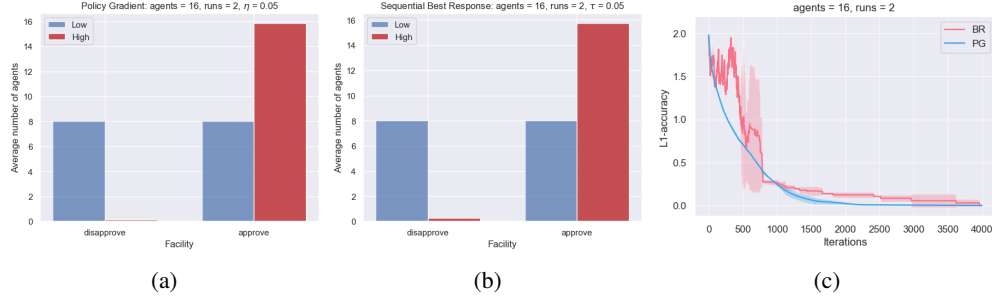 Policy Gradient: agents = 16, runs = 2, η = 0.05
Low
High
Average number of agents
16
14
12
10
8
6
4
2
0
disapprove approve
Facility
(a)
Sequential Best Response: agents = 16, runs = 2, τ = 0.05
Low
High
Average number of agents
16
14
12
10
8
6
4
2
0
disapprove approve
Facility
(b)
agents = 16, runs = 2
BR
PG
L1-accuracy
2.0
1.5
1.0
0.5
0.0
0 500 1000 1500 2000 2500 3000 3500 4000
Iterations
(c)